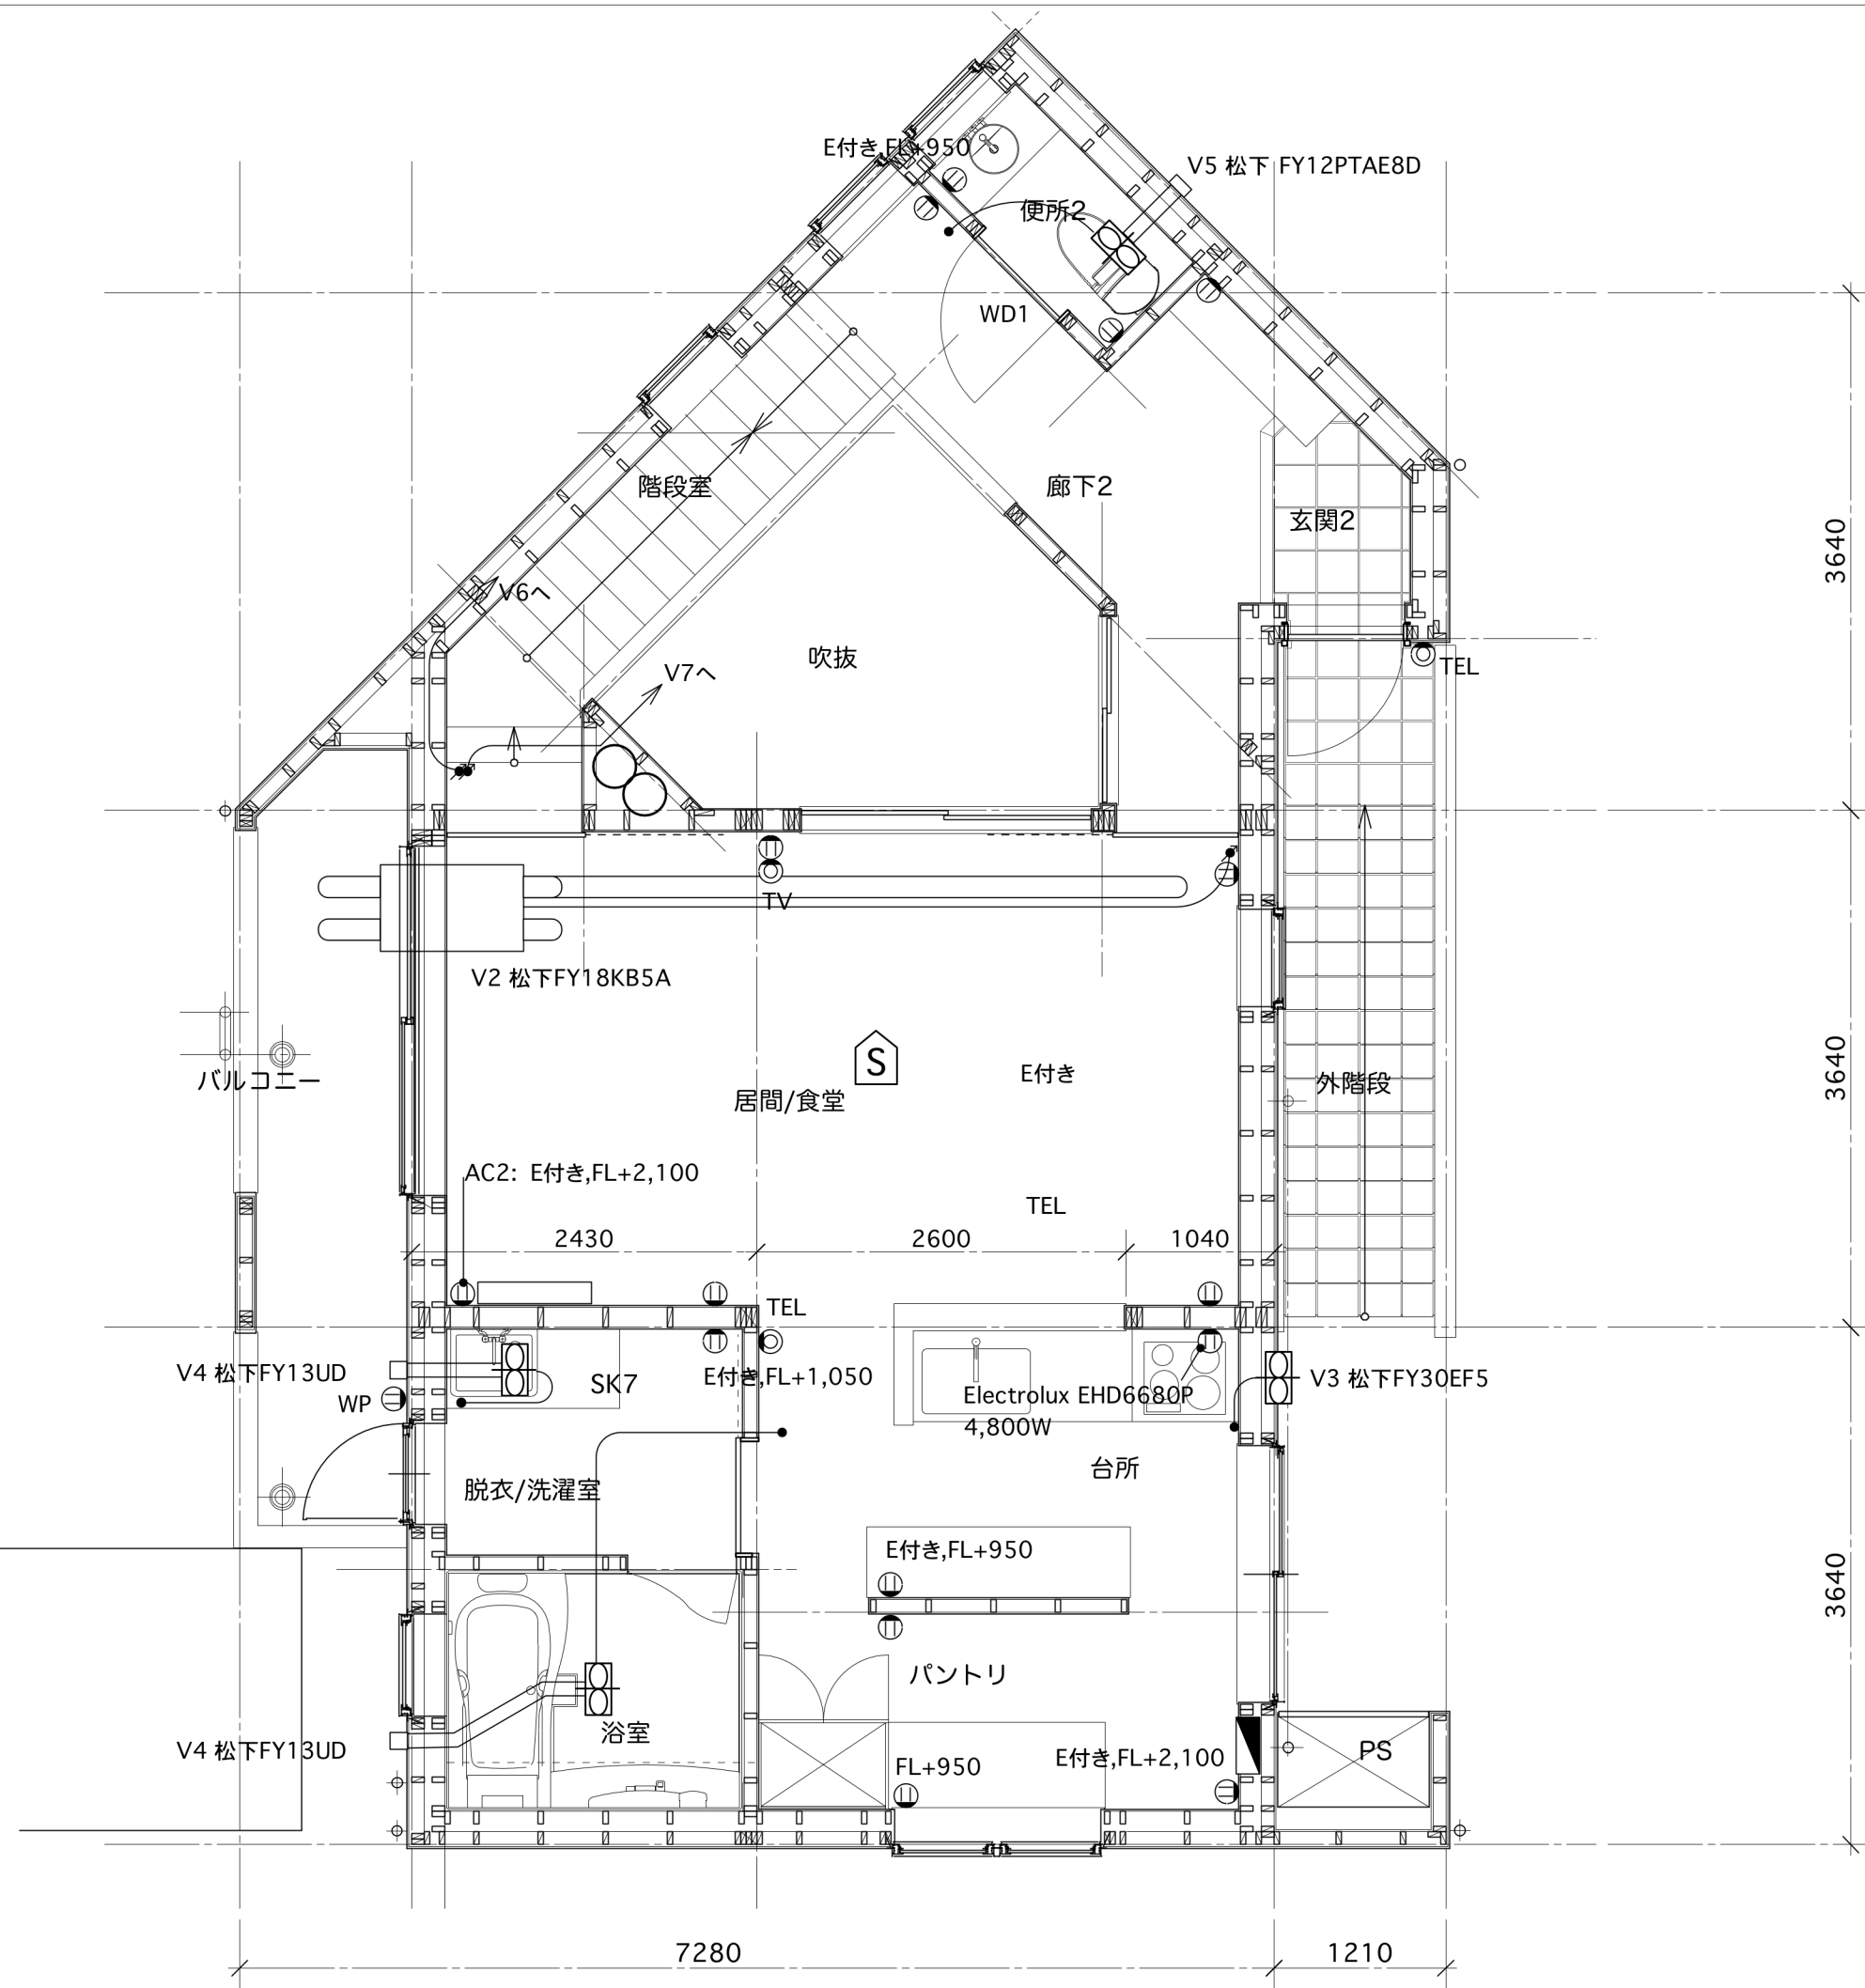 E付き,FL+950
V5 松下 FY12PTAE8D
便所2
WD1
階段室
廊下2
玄関2
3640
V6へ
吹抜
V7へ
TEL
TV
V2 松下FY18KB5A
S
E付き
バルコニー
居間/食堂
外階段
3640
AC2: E付き,FL+2,100
TEL
2430
2600
1040
TEL
V4 松下FY13UD
SK7
E付き,FL+1,050
V3 松下FY30EF5
WP
Electrolux EHD6680P
4,800W
台所
脱衣/洗濯室
E付き,FL+950
3640
パントリ
浴室
V4 松下FY13UD
FL+950
E付き,FL+2,100
PS
7280
1210